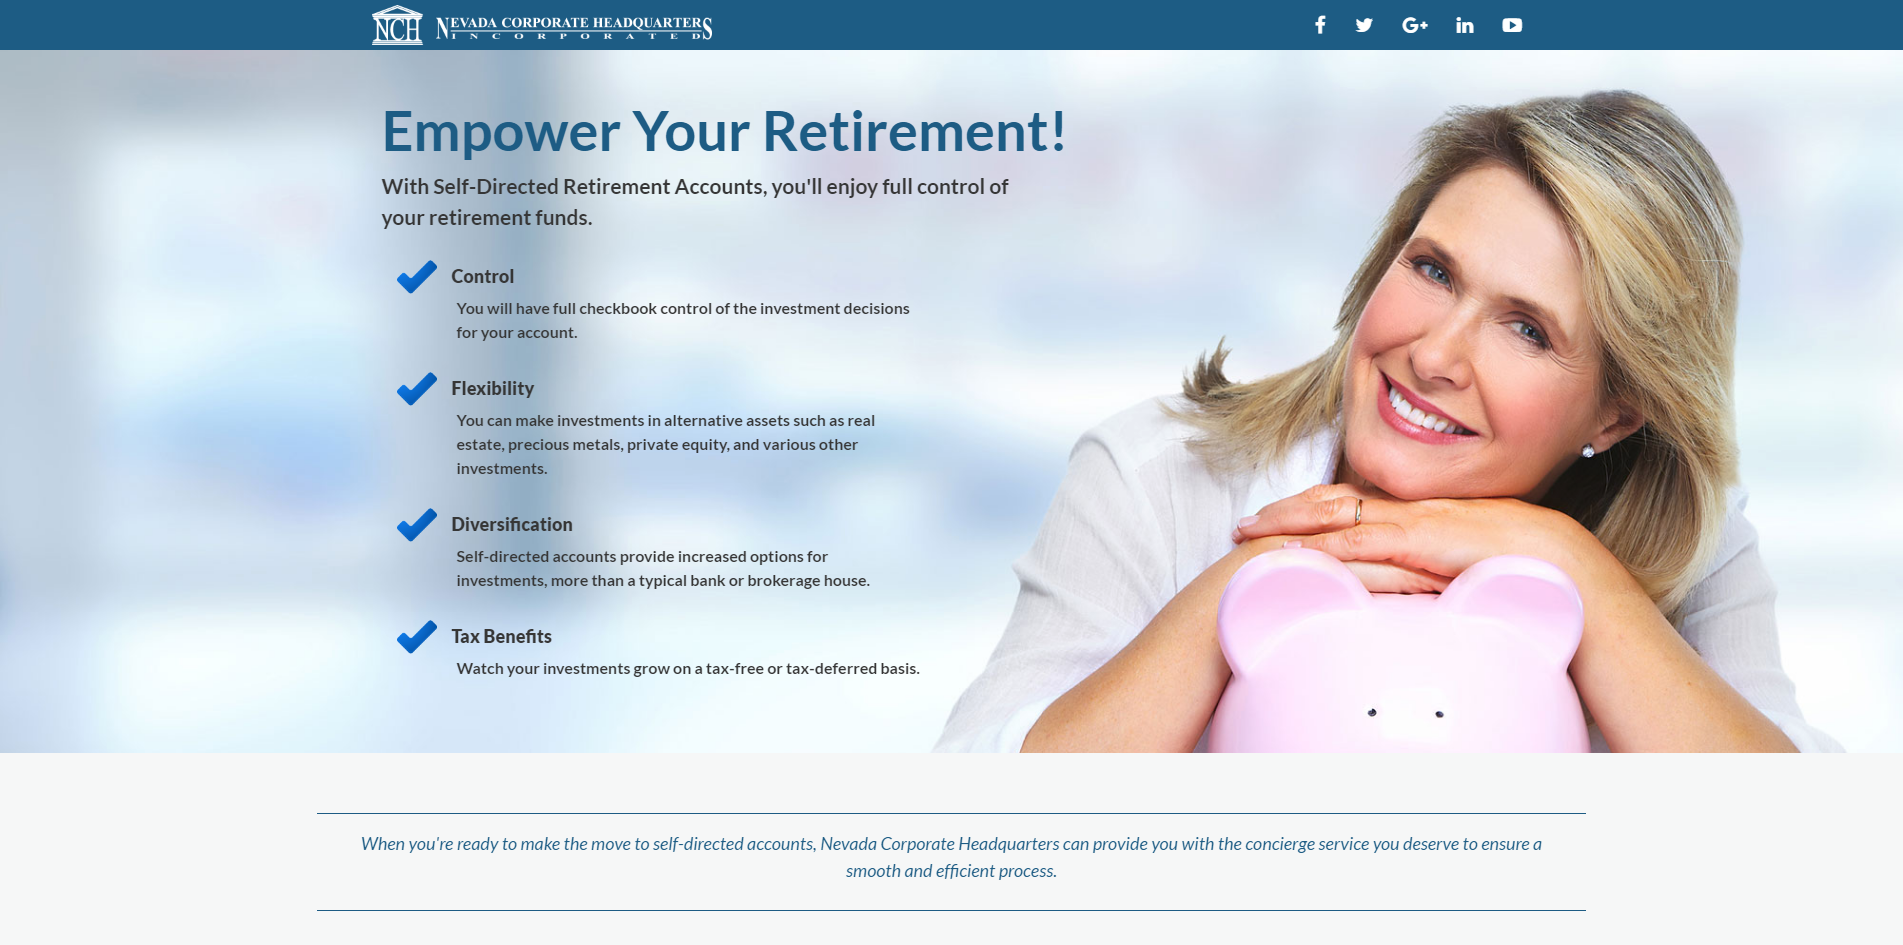 NCH NEVADA CORPORATE HEADQUARTERS
INCORPORATED
Empower Your Retirement!
With Self-Directed Retirement Accounts, you'll enjoy full control of
your retirement funds.
Control
You will have full checkbook control of the investment decisions
for your account.
Flexibility
You can make investments in alternative assets such as real
estate, precious metals, private equity, and various other
investments.
Diversification
Self-directed accounts provide increased options for
investments, more than a typical bank or brokerage house.
Tax Benefits
Watch your investments grow on a tax-free or tax-deferred basis.
When you're ready to make the move to self-directed accounts, Nevada Corporate Headquarters can provide you with the concierge service you deserve to ensure a
smooth and efficient process.